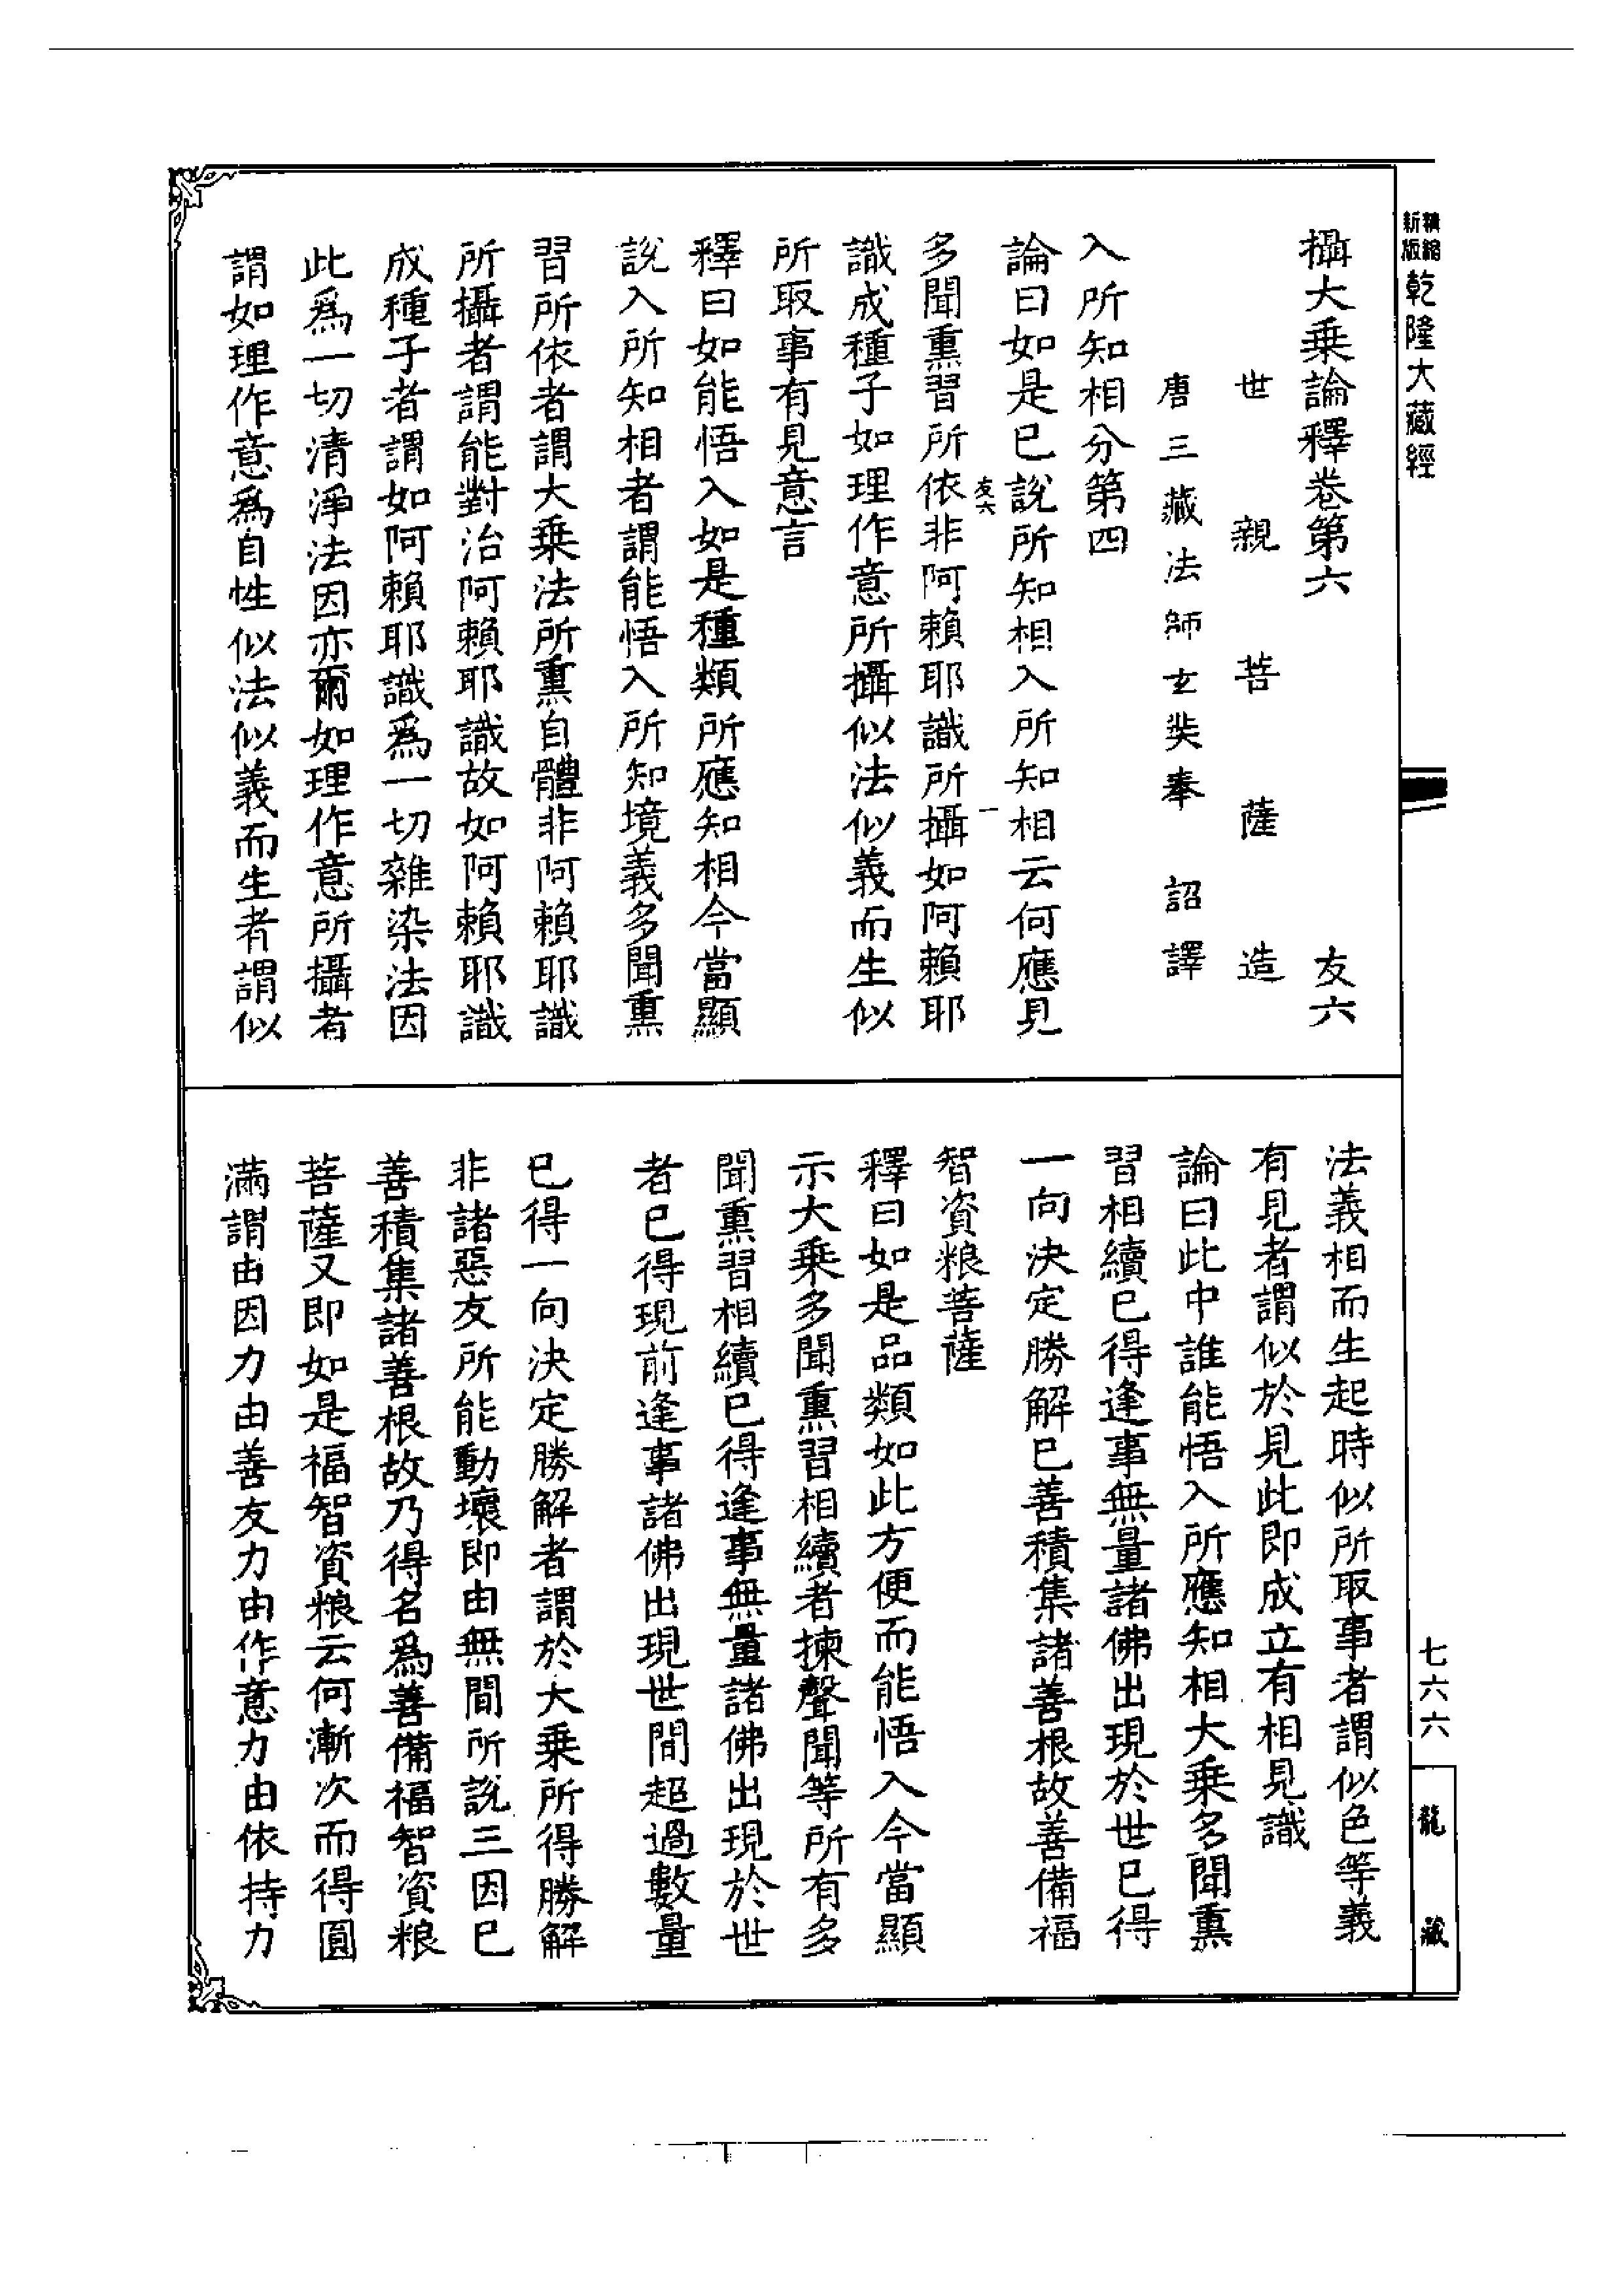 新版 精縮 乾隆大藏經
攝大乘論釋卷第六 友六
世親菩薩造
唐三藏法師玄奘奉詔譯
入所知相分第四
論曰如是已說所知相入所知相云何應見
友六 一
多聞熏習所依非阿賴耶識所攝如阿賴耶
識成種子如理作意所攝似法似義而生似
所取事有見意言
釋曰如能悟入如是種類所應知相今當顯
說入所知相者謂能悟入所知境義多聞熏
習所依者謂大乘法所熏自體非阿賴耶識
所攝者謂能對治阿賴耶識故如阿賴耶識
成種子者謂如阿賴耶識爲一切雜染法因
此爲一切清淨法因亦爾如理作意所攝者
謂如理作意爲自性似法似義而生者謂似
法義相而生起時似所取事者謂似色等義
有見者謂似於見此即成立有相見識
論曰此中誰能悟入所應知相大乘多聞熏
習相續已得逢事無量諸佛出現於世已得
一向決定勝解已善積集諸善根故善備福
智資粮菩薩
釋曰如是品類如此方便而能悟入今當顯
示大乘多聞熏習相續者揀聲聞等所有多
聞熏習相續已得逢事無量諸佛出現於世
者已得現前逢事諸佛出現世間超過數量
已得一向決定勝解者謂於大乘所得勝解
非諸惡友所能動壞即由無間所說三因已
善積集諸善根故乃得名爲善備福智資粮
菩薩又即如是福智資粮云何漸次而得圓
滿謂由因力由善友力由作意力由依持力
七六六
龍藏